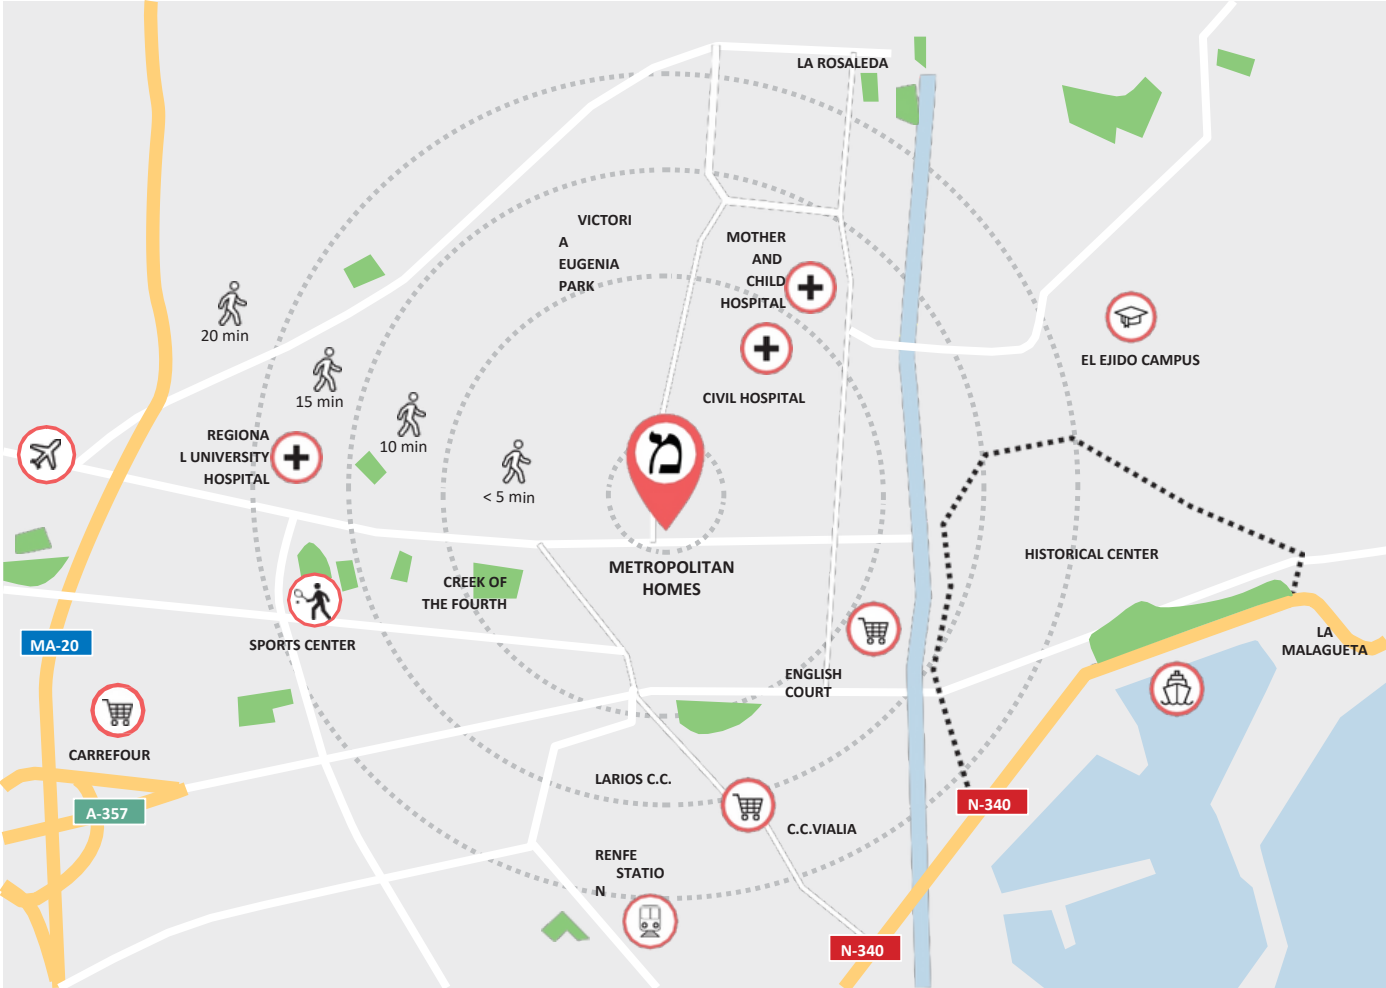 LA ROSALEDA
VICTORI
A
EUGENIA
PARK
MOTHER
AND
CHILD
HOSPITAL
20 min
15 min
10 min
< 5 min
CIVIL HOSPITAL
EL EJIDO CAMPUS
REGIONA
L UNIVERSITY
HOSPITAL
מ
METROPOLITAN
HOMES
HISTORICAL CENTER
CREEK OF
THE FOURTH
SPORTS CENTER
MA-20
LA
MALAGUETA
ENGLISH
COURT
CARREFOUR
LARIOS C.C.
A-357
N-340
C.C.VIALIA
RENFE
STATIO
N
N-340